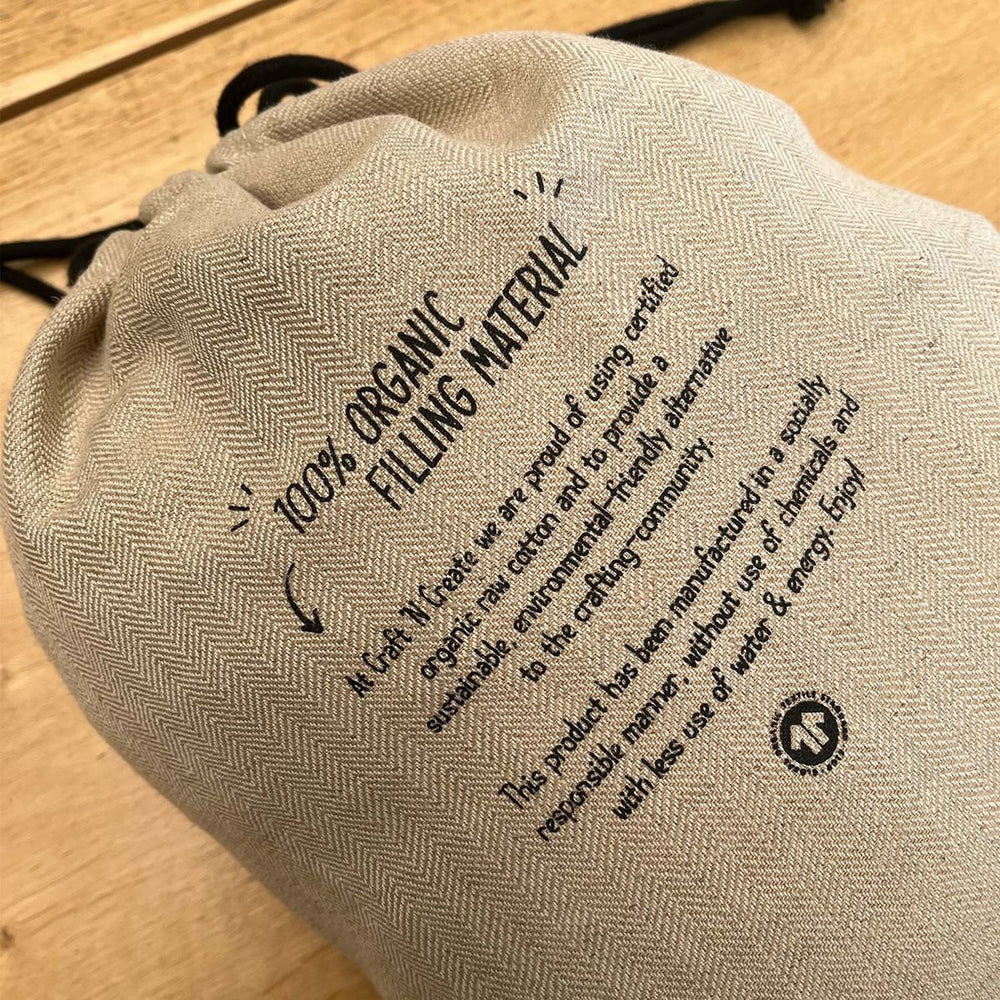 100% ORGANIC
FILLING MATERIAL
At Craft 'N' Create we are proud of using certified
organic raw cotton and to provide a
sustainable, environmental-friendly alternative
to the crafting-community.
This product has been manufactured in a socially
responsible manner, without use of chemicals and
with less use of water & energy. Enjoy!